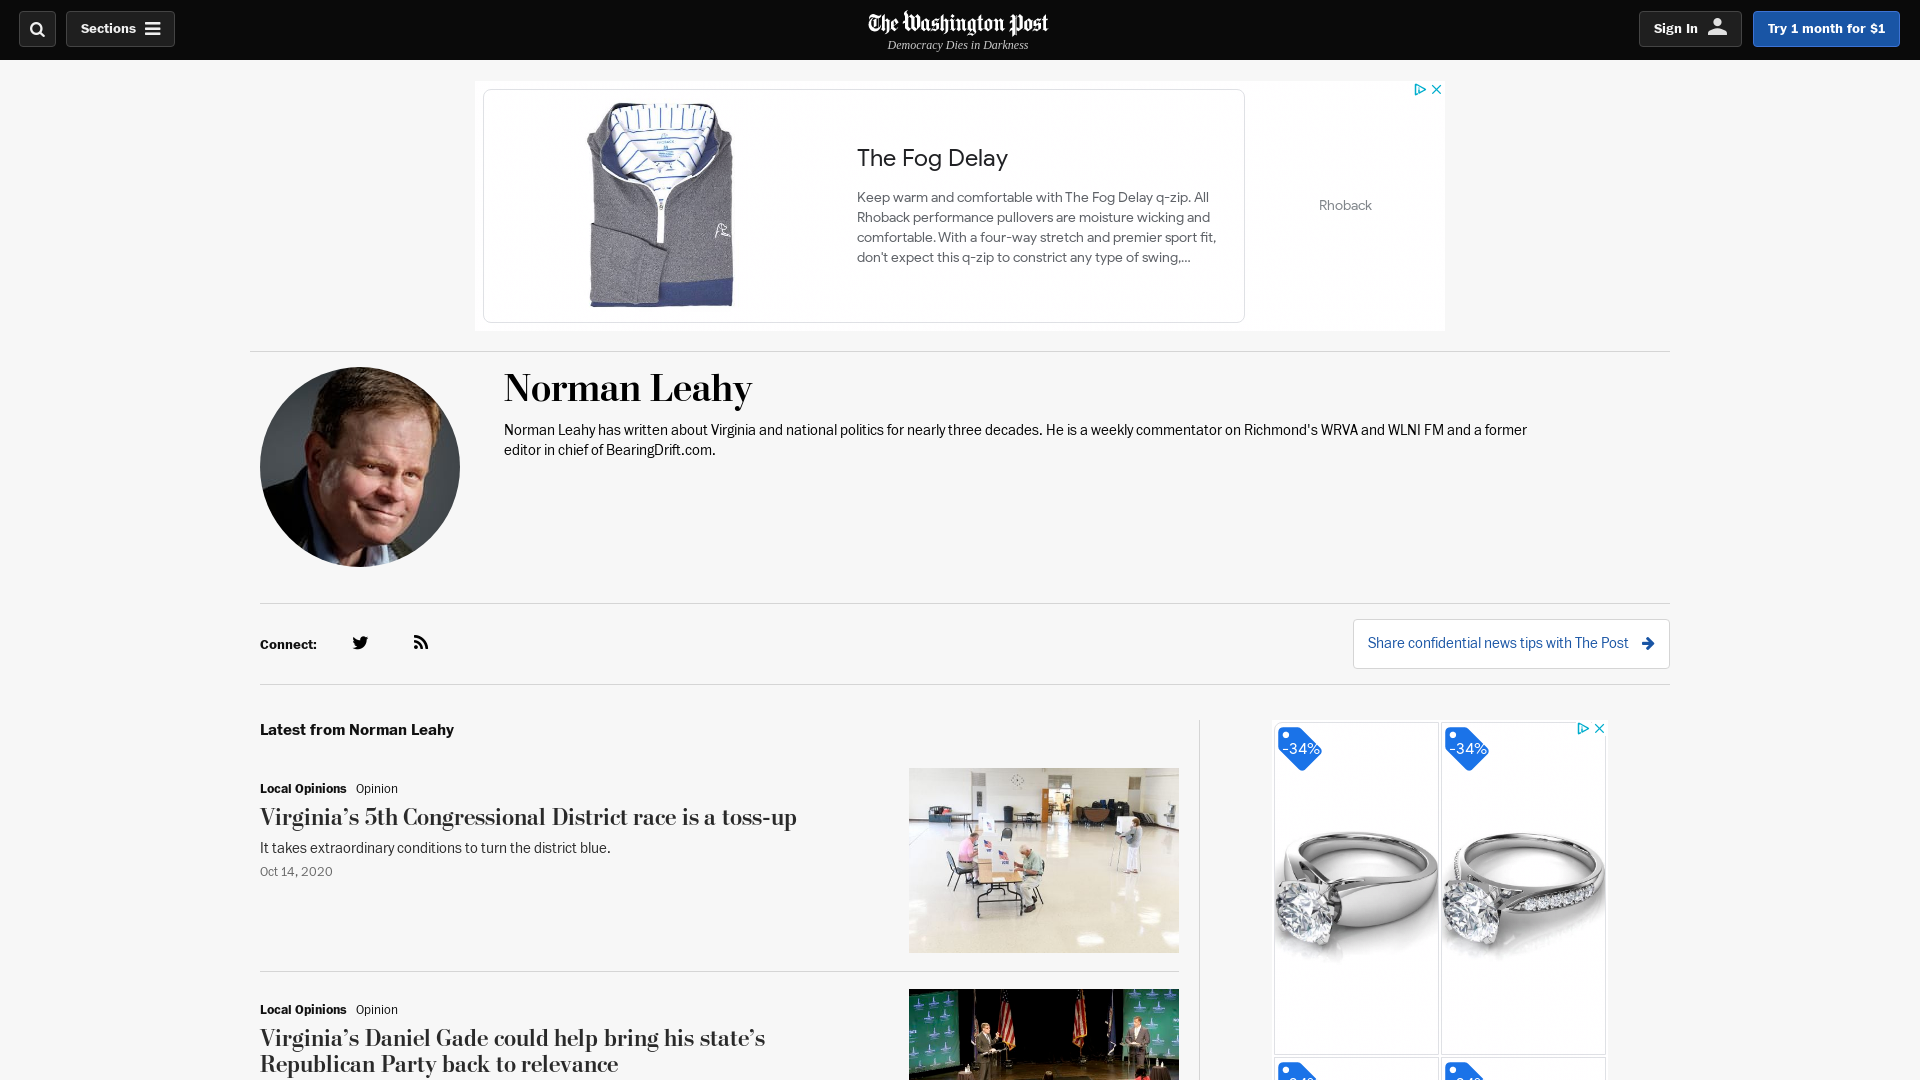 Sections
The Washington Post
Democracy Dies in Darkness
Sign In
Try 1 month for $1
The Fog Delay
Keep warm and comfortable with The Fog Delay q-zip. All
Rhoback performance pullovers are moisture wicking and
comfortable. With a four-way stretch and premier sport fit,
don't expect this q-zip to constrict any type of swing,...
Rhoback
Norman Leahy
Norman Leahy has written about Virginia and national politics for nearly three decades. He is a weekly commentator on Richmond's WRVA and WLNI FM and a former
editor in chief of BearingDrift.com.
Connect:
Share confidential news tips with The Post
Latest from Norman Leahy
Local Opinions Opinion
Virginia’s 5th Congressional District race is a toss-up
It takes extraordinary conditions to turn the district blue.
Oct 14, 2020
Local Opinions Opinion
Virginia’s Daniel Gade could help bring his state’s
Republican Party back to relevance
-34%
-34%